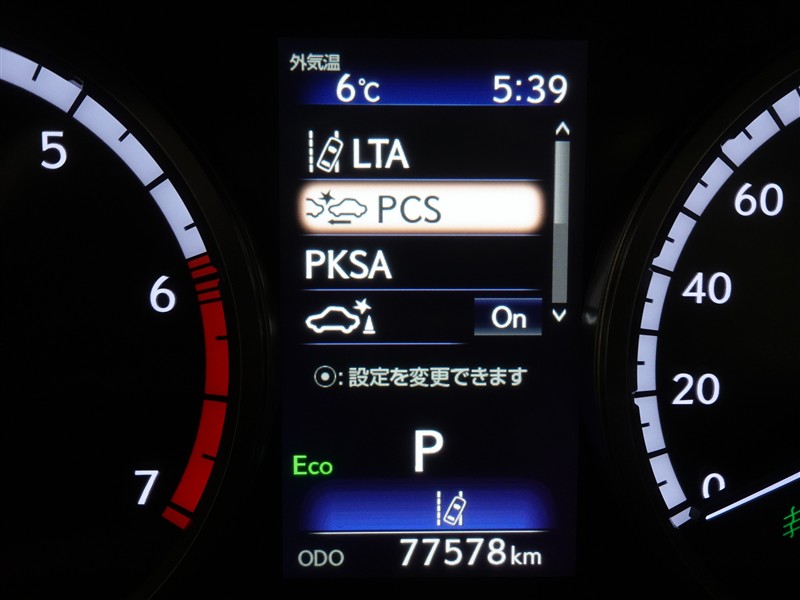 外気温
6℃ 5:39
LTA
PCS
PKSA
On
⦿: 設定を変更できます
P
Eco
ODO 77578km
5
6
7
60
40
20
0